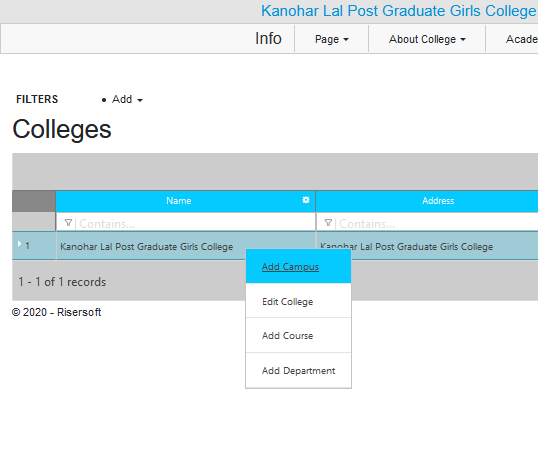 Kanohar Lal Post Graduate Girls College
Info Page About College Acade
FILTERS • Add
Colleges
Name Address
Contains... Contains...
1 Kanohar Lal Post Graduate Girls College Kanohar Lal Post Graduate Girls College
Add Campus
1 - 1 of 1 records
Edit College
© 2020 - Risersoft
Add Course
Add Department